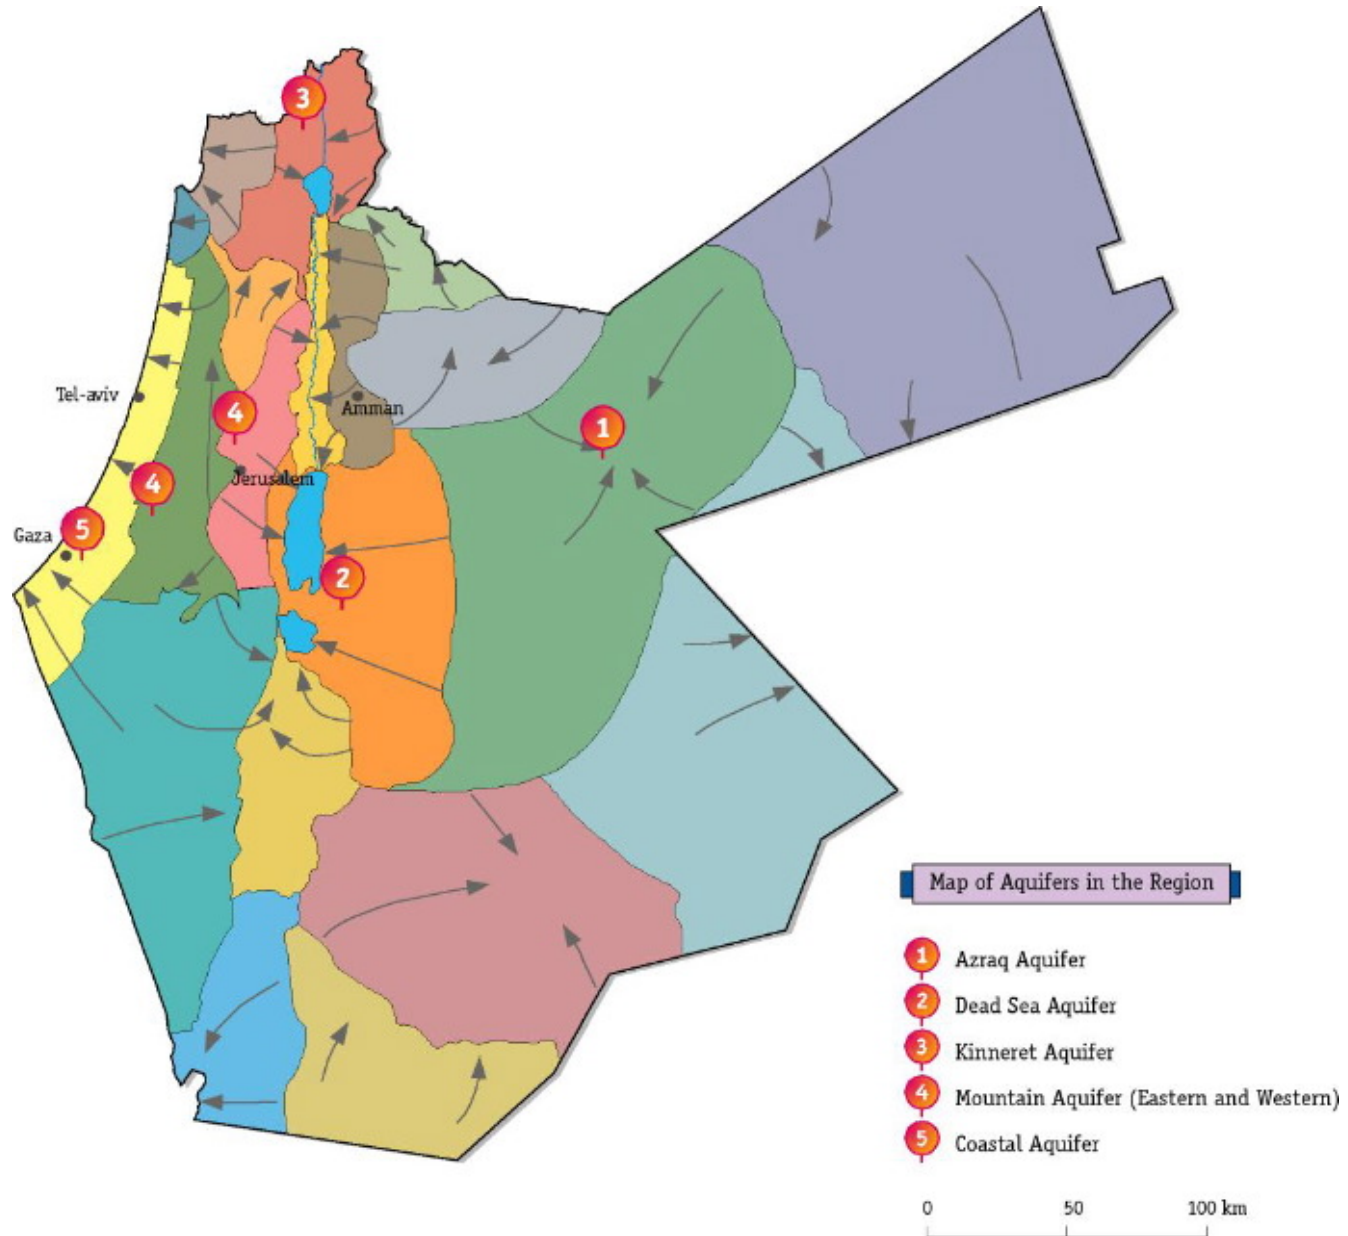 3
Tel-aviv
4
Amman
1
Jerusalem
4
Gaza
5
2
Map of Aquifers in the Region
1 Azraq Aquifer
2 Dead Sea Aquifer
3 Kinneret Aquifer
4 Mountain Aquifer (Eastern and Western)
5 Coastal Aquifer
0 50 100 km